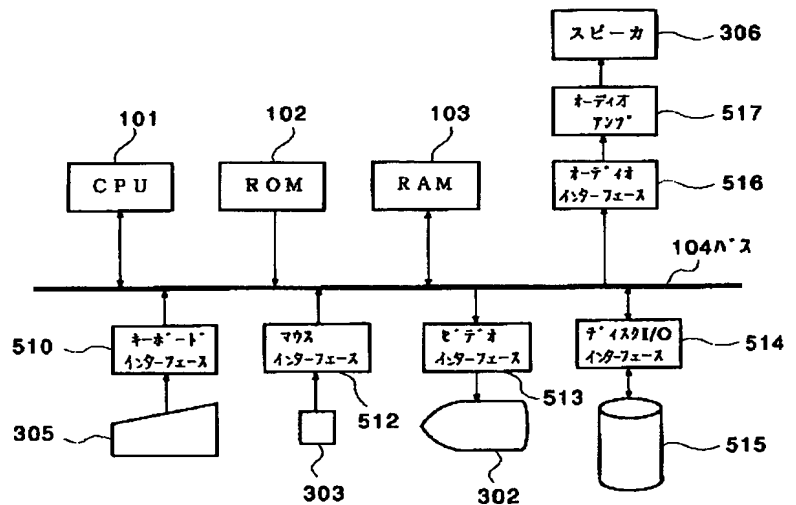 スピーカ
306
オーディオ
アンプ
517
101
102
103
CPU
ROM
RAM
オーディオ
インターフェース
516
104バス
510
キーボード
インターフェース
マウス
インターフェース
ビデオ
インターフェース
ディスクI/O
インターフェース
514
512
513
305
303
302
515